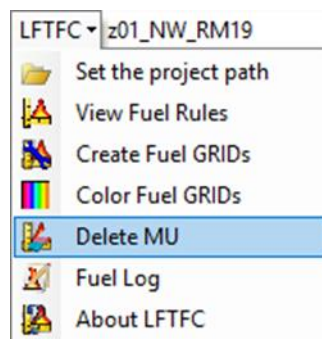 LFTFC z01_NW_RM19
Set the project path
View Fuel Rules
Create Fuel GRIDs
Color Fuel GRIDs
Delete MU
Fuel Log
About LFTFC